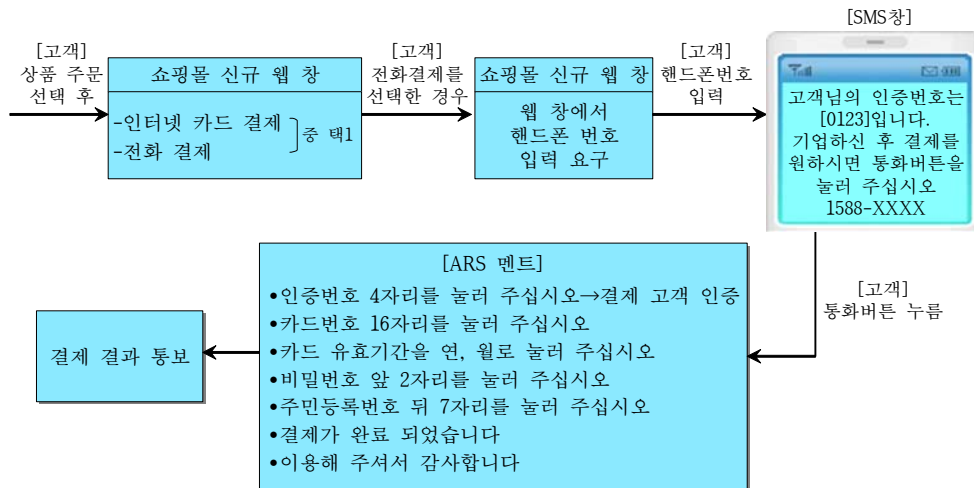 [고객]
상품 주문
선택 후
쇼핑몰 신규 웹 창
-인터넷 카드 결제
-전화 결제
중 택1
[고객]
전화결제를
선택한 경우
쇼핑몰 신규 웹 창
웹 창에서
핸드폰 번호
입력 요구
[고객]
핸드폰번호
입력
[SMS창]
고객님의 인증번호는
[0123]입니다.
기업하신 후 결제를
원하시면 통화버튼을
눌러 주십시오
1588-XXXX
[고객]
통화버튼 누름
[ARS 멘트]
•인증번호 4자리를 눌러 주십시오→결제 고객 인증
•카드번호 16자리를 눌러 주십시오
•카드 유효기간을 연, 월로 눌러 주십시오
•비밀번호 앞 2자리를 눌러 주십시오
•주민등록번호 뒤 7자리를 눌러 주십시오
•결제가 완료 되었습니다
•이용해 주셔서 감사합니다
결제 결과 통보